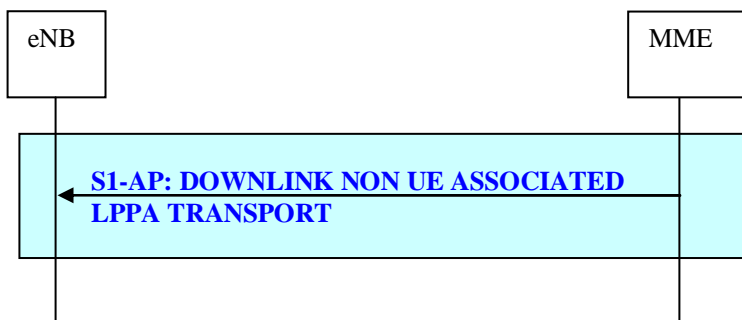 eNB
MME
S1-AP: DOWNLINK NON UE ASSOCIATED
LPPA TRANSPORT